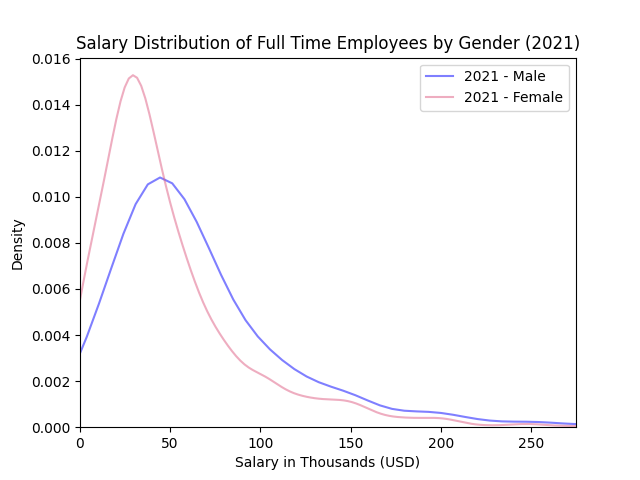 Salary Distribution of Full Time Employees by Gender (2021)
2021 - Male
2021 - Female
Density
0.016
0.014
0.012
0.010
0.008
0.006
0.004
0.002
0.000
0 50 100 150 200 250
Salary in Thousands (USD)